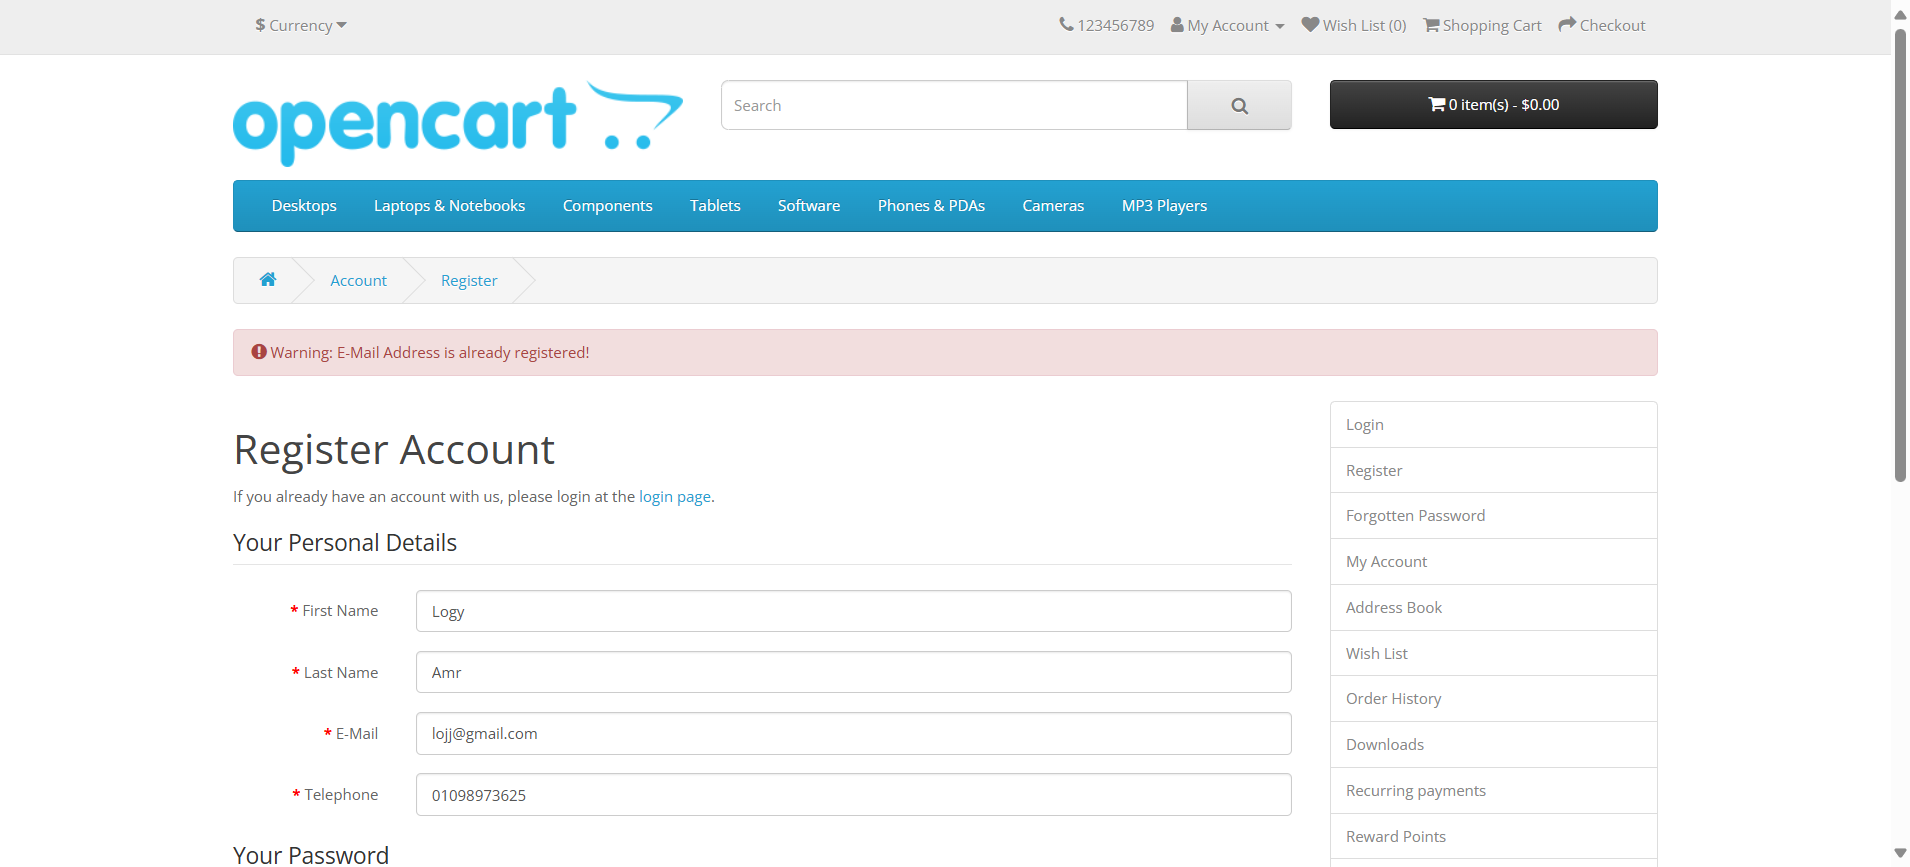 $ Currency
123456789 My Account Wish List (0) Shopping Cart Checkout
opencart
Search
0 item(s) - $0.00
Desktops Laptops & Notebooks Components Tablets Software Phones & PDAs Cameras MP3 Players
Account Register
Warning: E-Mail Address is already registered!
Register Account
If you already have an account with us, please login at the login page.
Your Personal Details
* First Name Logy
* Last Name Amr
* E-Mail lojj@gmail.com
* Telephone 01098973625
Your Password
Login
Register
Forgotten Password
My Account
Address Book
Wish List
Order History
Downloads
Recurring payments
Reward Points